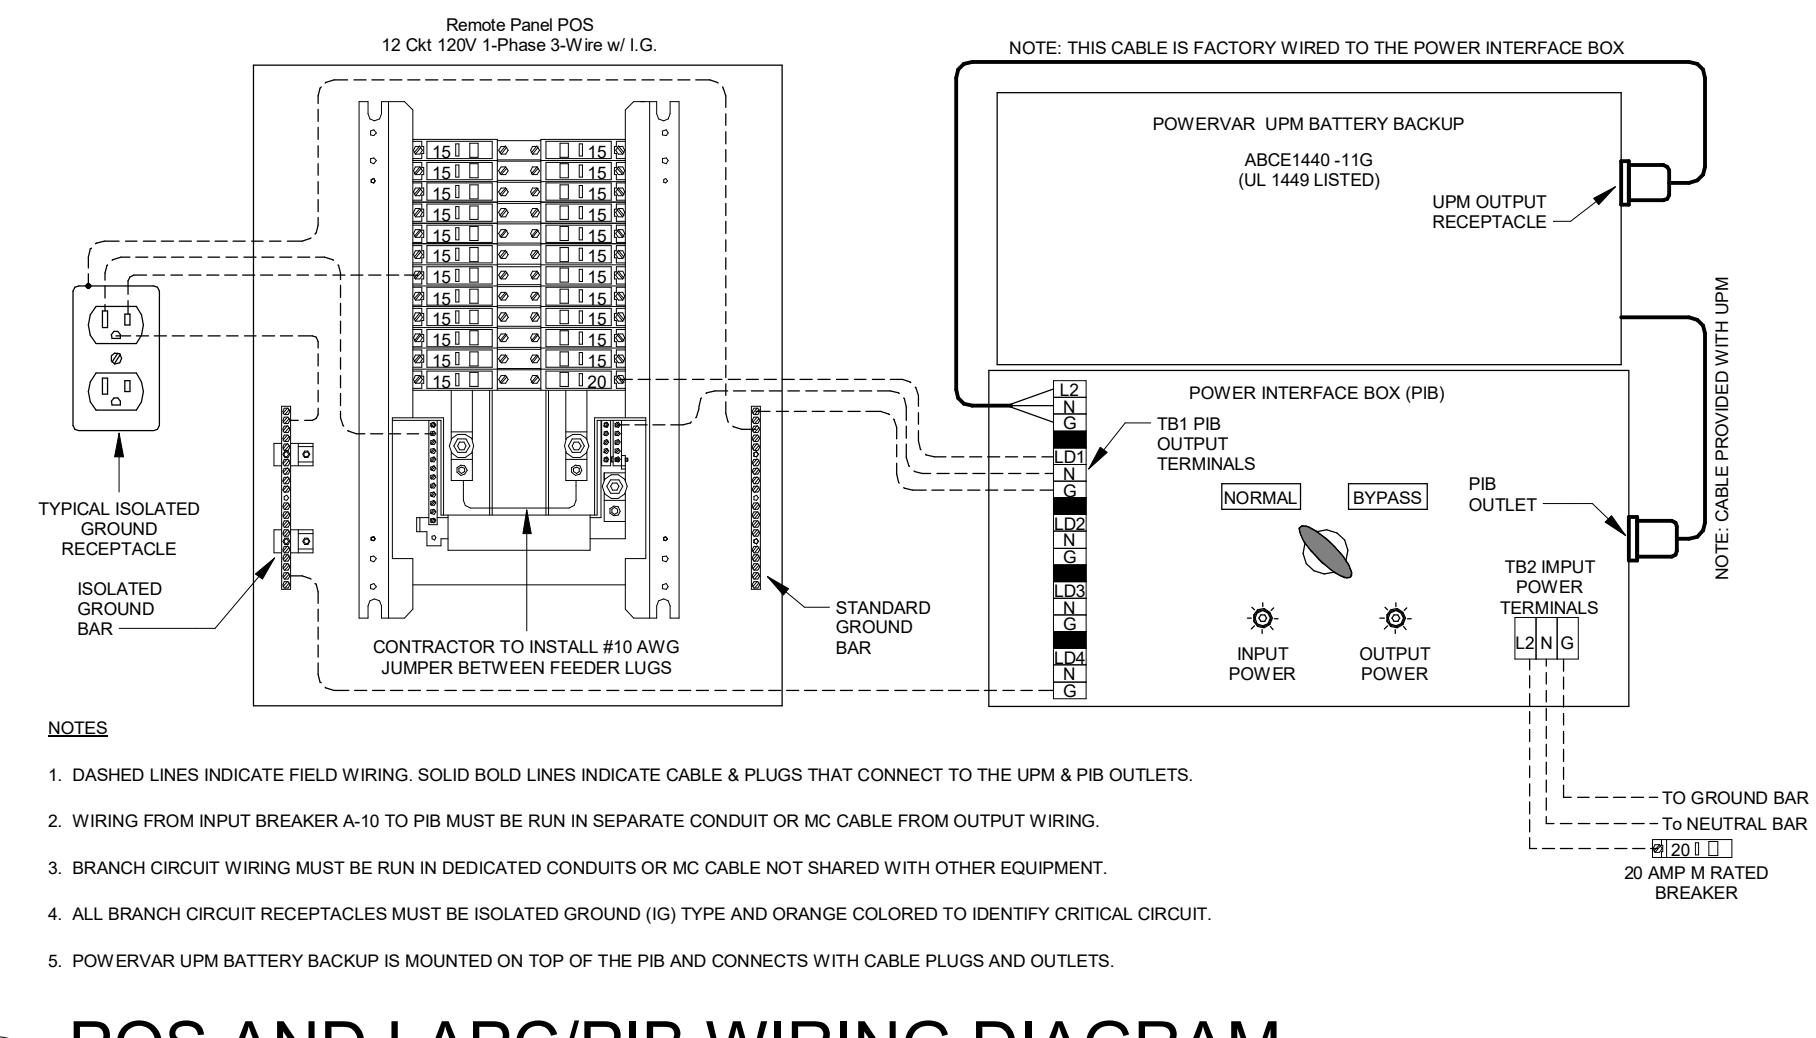 Remote Panel POS
12 Ckt 120V 1-Phase 3-Wire w/ I.G.
NOTE: THIS CABLE IS FACTORY WIRED TO THE POWER INTERFACE BOX
POWERVAR UPM BATTERY BACKUP
ABCE1440 -11G
(UL 1449 LISTED)
UPM OUTPUT
RECEPTACLE
NOTE: CABLE PROVIDED WITH UPM
15 15
15 15
15 15
15 15
15 15
15 15
15 15
15 15
15 15
15 15
15 15
15 20
TYPICAL ISOLATED
GROUND
RECEPTACLE
ISOLATED
GROUND
BAR
CONTRACTOR TO INSTALL #10 AWG
JUMPER BETWEEN FEEDER LUGS
STANDARD
GROUND
BAR
POWER INTERFACE BOX (PIB)
L2
N
G
LD1
N
G
LD2
N
G
LD3
N
G
LD4
N
G
TB1 PIB
OUTPUT
TERMINALS
NORMAL
BYPASS
PIB
OUTLET
INPUT
POWER
OUTPUT
POWER
TB2 IMPUT
POWER
TERMINALS
L2 N G
TO GROUND BAR
To NEUTRAL BAR
20
20 AMP M RATED
BREAKER
NOTES
1. DASHED LINES INDICATE FIELD WIRING. SOLID BOLD LINES INDICATE CABLE & PLUGS THAT CONNECT TO THE UPM & PIB OUTLETS.
2. WIRING FROM INPUT BREAKER A-10 TO PIB MUST BE RUN IN SEPARATE CONDUIT OR MC CABLE FROM OUTPUT WIRING.
3. BRANCH CIRCUIT WIRING MUST BE RUN IN DEDICATED CONDUITS OR MC CABLE NOT SHARED WITH OTHER EQUIPMENT.
4. ALL BRANCH CIRCUIT RECEPTACLES MUST BE ISOLATED GROUND (IG) TYPE AND ORANGE COLORED TO IDENTIFY CRITICAL CIRCUIT.
5. POWERVAR UPM BATTERY BACKUP IS MOUNTED ON TOP OF THE PIB AND CONNECTS WITH CABLE PLUGS AND OUTLETS.
POS AND WIRING DIAGRAM